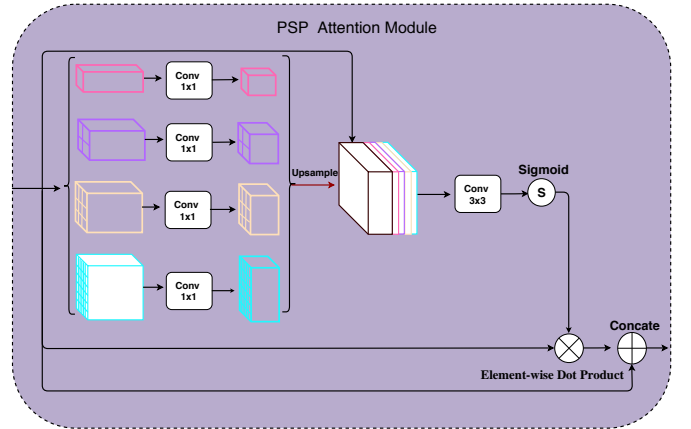 PSP Attention Module
Conv
1x1
Conv
1x1
Upsample
Sigmoid
Conv
3x3
S
Conv
1x1
Conv
1x1
Concate
Element-wise Dot Product